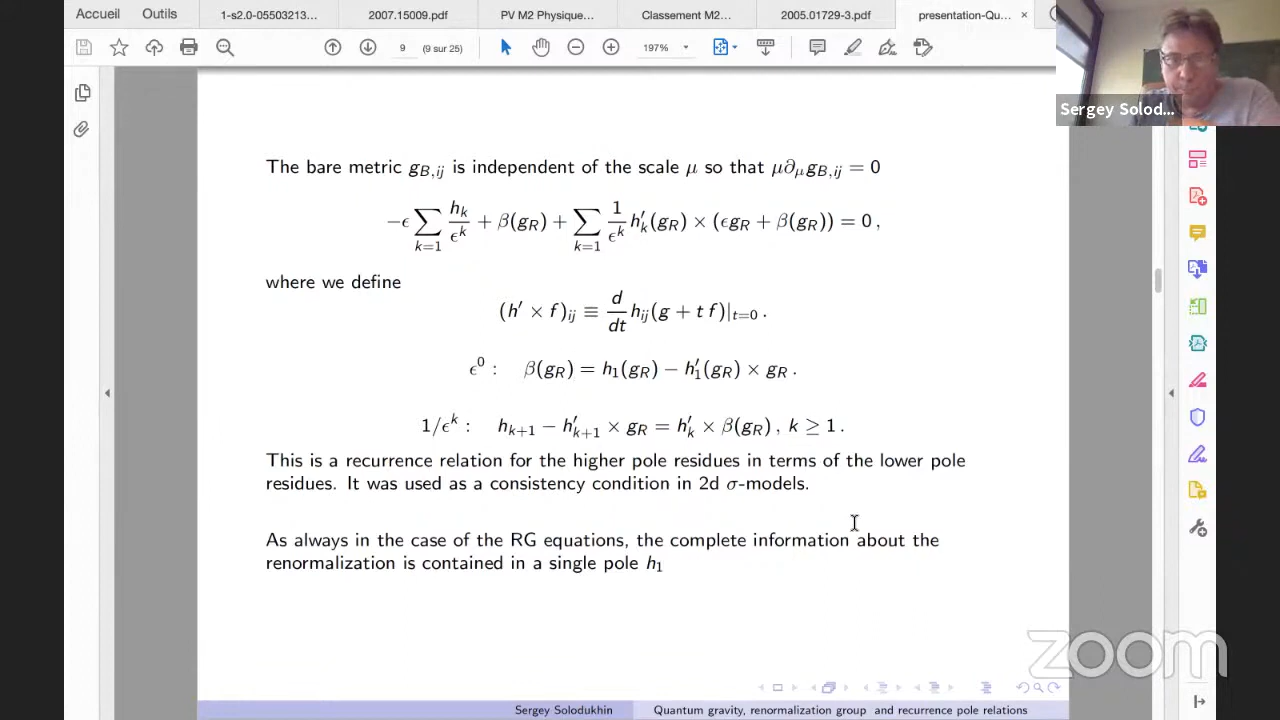 Accueil Outils 1-s2.0-05503213... 2007.15009.pdf PV M2 Physique... Classement M2... 2005.01729-3.pdf presentation-Qu... ×
9 (9 sur 25) 197%
Sergey Solod...
The bare metric g_{B,ij} is independent of the scale μ so that μ∂_μ g_{B,ij} = 0
−ϵ ∑_{k=1} h_k/ϵ^k + β(g_R) + ∑_{k=1} 1/ϵ^k h′_k(g_R) × (ϵg_R + β(g_R)) = 0 ,
where we define
(h′ × f)_{ij} ≡ d/dt h_{ij}(g + t f)|_{t=0} .
ϵ^0 : β(g_R) = h_1(g_R) − h′_1(g_R) × g_R .
1/ϵ^k : h_{k+1} − h′_{k+1} × g_R = h′_k × β(g_R) , k ≥ 1 .
This is a recurrence relation for the higher pole residues in terms of the lower pole
residues. It was used as a consistency condition in 2d σ-models.
As always in the case of the RG equations, the complete information about the
renormalization is contained in a single pole h_1
zoom
Sergey Solodukhin Quantum gravity, renormalization group and recurrence pole relations